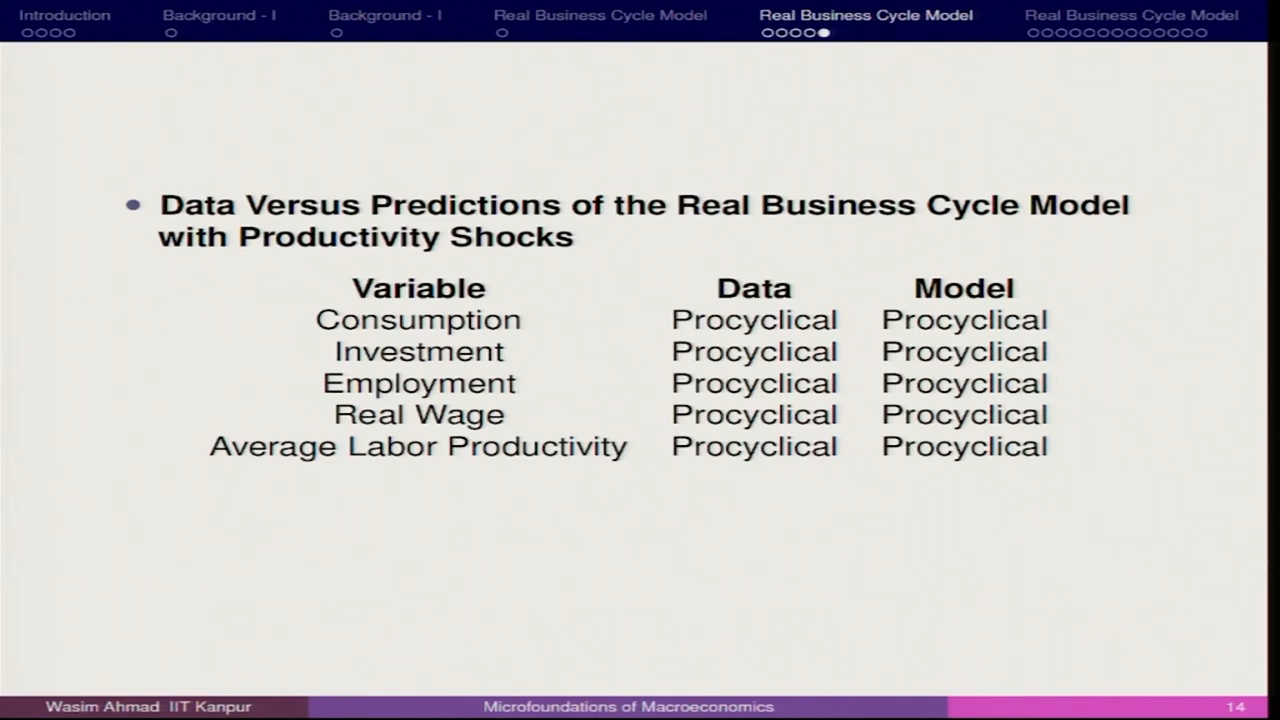 Introduction Background - I Background - I Real Business Cycle Model Real Business Cycle Model Real Business Cycle Model
• Data Versus Predictions of the Real Business Cycle Model
with Productivity Shocks
Variable Data Model
Consumption Procyclical Procyclical
Investment Procyclical Procyclical
Employment Procyclical Procyclical
Real Wage Procyclical Procyclical
Average Labor Productivity Procyclical Procyclical
Wasim Ahmad IIT Kanpur Microfoundations of Macroeconomics 14